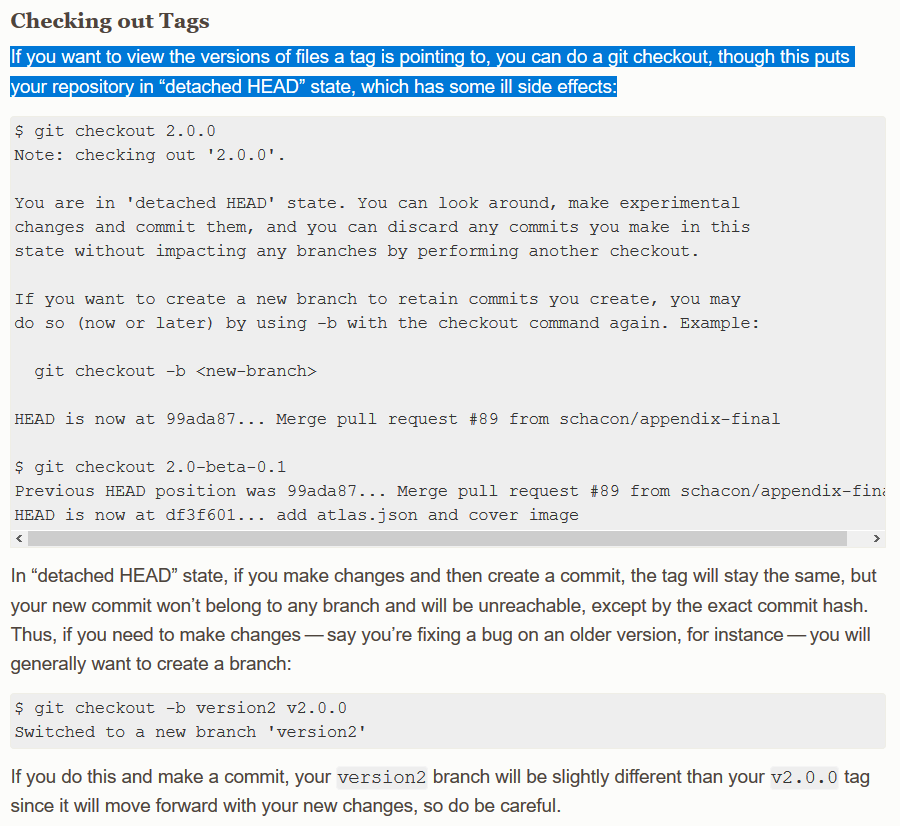 Checking out Tags
If you want to view the versions of files a tag is pointing to, you can do a git checkout, though this puts
your repository in “detached HEAD” state, which has some ill side effects:
$ git checkout 2.0.0
Note: checking out '2.0.0'.
You are in 'detached HEAD' state. You can look around, make experimental
changes and commit them, and you can discard any commits you make in this
state without impacting any branches by performing another checkout.
If you want to create a new branch to retain commits you create, you may
do so (now or later) by using -b with the checkout command again. Example:
git checkout -b <new-branch>
HEAD is now at 99ada87... Merge pull request #89 from schacon/appendix-final
$ git checkout 2.0-beta-0.1
Previous HEAD position was 99ada87... Merge pull request #89 from schacon/appendix-fina
HEAD is now at df3f601... add atlas.json and cover image
In “detached HEAD” state, if you make changes and then create a commit, the tag will stay the same, but
your new commit won’t belong to any branch and will be unreachable, except by the exact commit hash.
Thus, if you need to make changes — say you’re fixing a bug on an older version, for instance — you will
generally want to create a branch:
$ git checkout -b version2 v2.0.0
Switched to a new branch 'version2'
If you do this and make a commit, your version2 branch will be slightly different than your v2.0.0 tag
since it will move forward with your new changes, so do be careful.